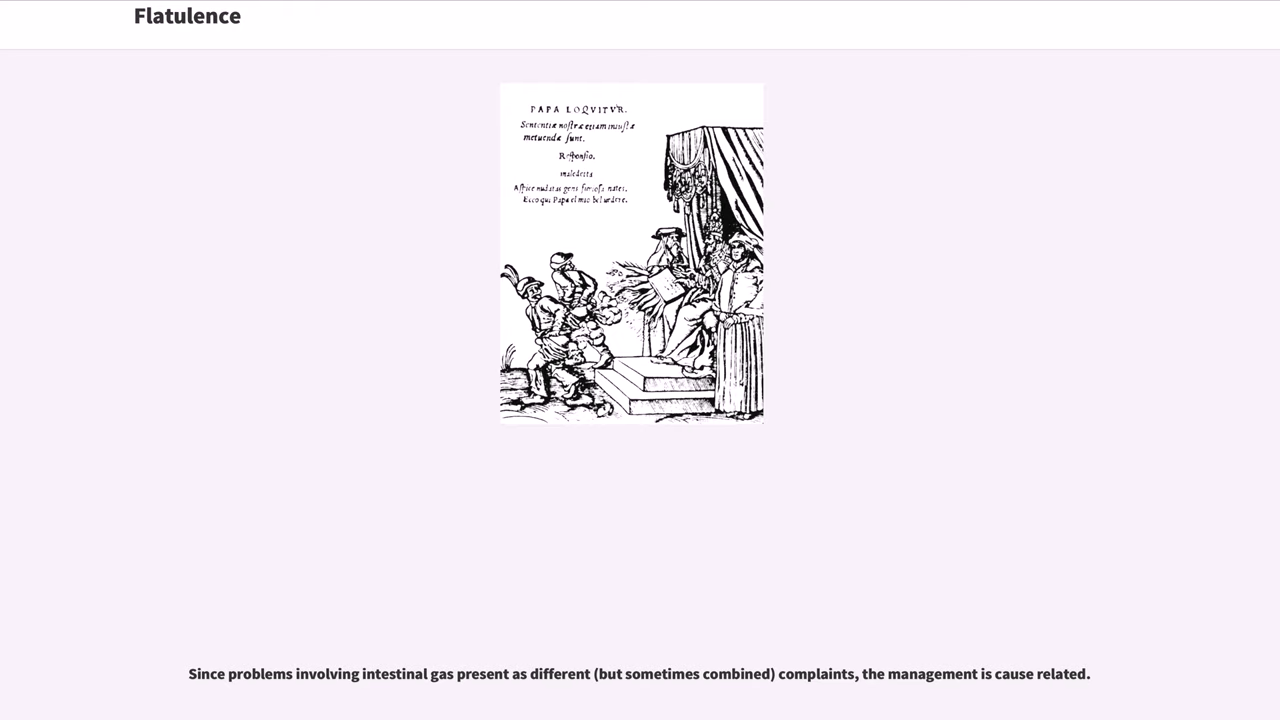 Flatulence
PAPA LOQVITVR.
Sententiæ noſtræ etiam iniuſtæ
metuendæ ſunt.
Reſponſio.
maledetta
Aſpice nudatas gens furioſa nates.
Ecco qui Papa el mio bel uedere.
Since problems involving intestinal gas present as different (but sometimes combined) complaints, the management is cause related.